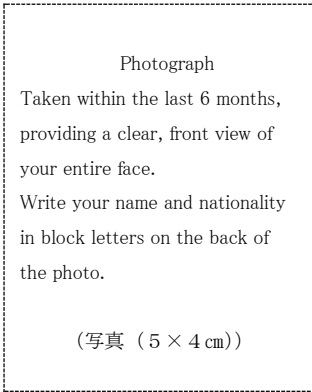 Photograph
Taken within the last 6 months,
providing a clear, front view of
your entire face.
Write your name and nationality
in block letters on the back of
the photo.
(写真（５×４㎝))